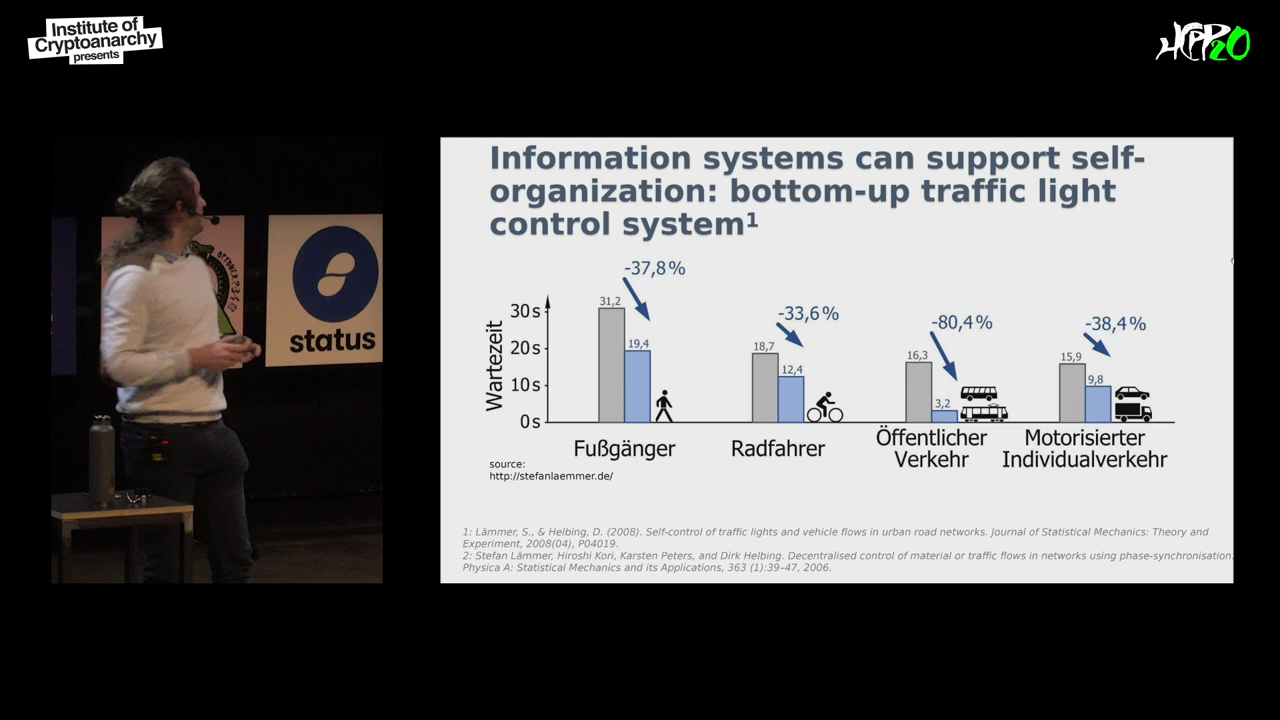 Institute of
Cryptoanarchy
presents
HCPP20
status
Information systems can support self-
organization: bottom-up traffic light
control system¹
-37,8 %
-33,6 %
-80,4 %
-38,4 %
Wartezeit
30 s
20 s
10 s
0 s
31,2
19,4
18,7
12,4
16,3
3,2
15,9
9,8
Fußgänger
Radfahrer
Öffentlicher
Verkehr
Motorisierter
Individualverkehr
source:
http://stefanlaemmer.de/
1: Lämmer, S., & Helbing, D. (2008). Self-control of traffic lights and vehicle flows in urban road networks. Journal of Statistical Mechanics: Theory and
Experiment, 2008(04), P04019.
2: Stefan Lämmer, Hiroshi Kori, Karsten Peters, and Dirk Helbing. Decentralised control of material or traffic flows in networks using phase-synchronisation.
Physica A: Statistical Mechanics and its Applications, 363 (1):39–47, 2006.